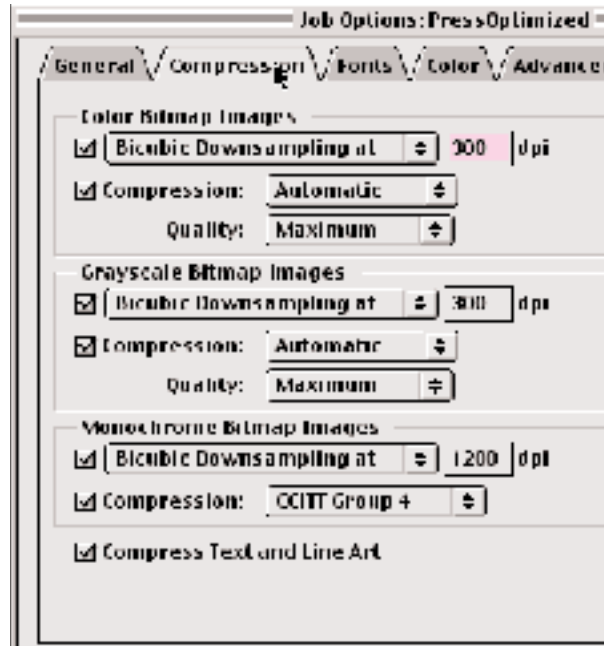 Job Options: PressOptimized
General Compression Fonts Color Advance
Color Bitmap Images
Bicubic Downsampling at 300 dpi
Compression: Automatic
Quality: Maximum
Grayscale Bitmap Images
Bicubic Downsampling at 300 dpi
Compression: Automatic
Quality: Maximum
Monochrome Bitmap Images
Bicubic Downsampling at 1200 dpi
Compression: CCITT Group 4
Compress Text and Line Art